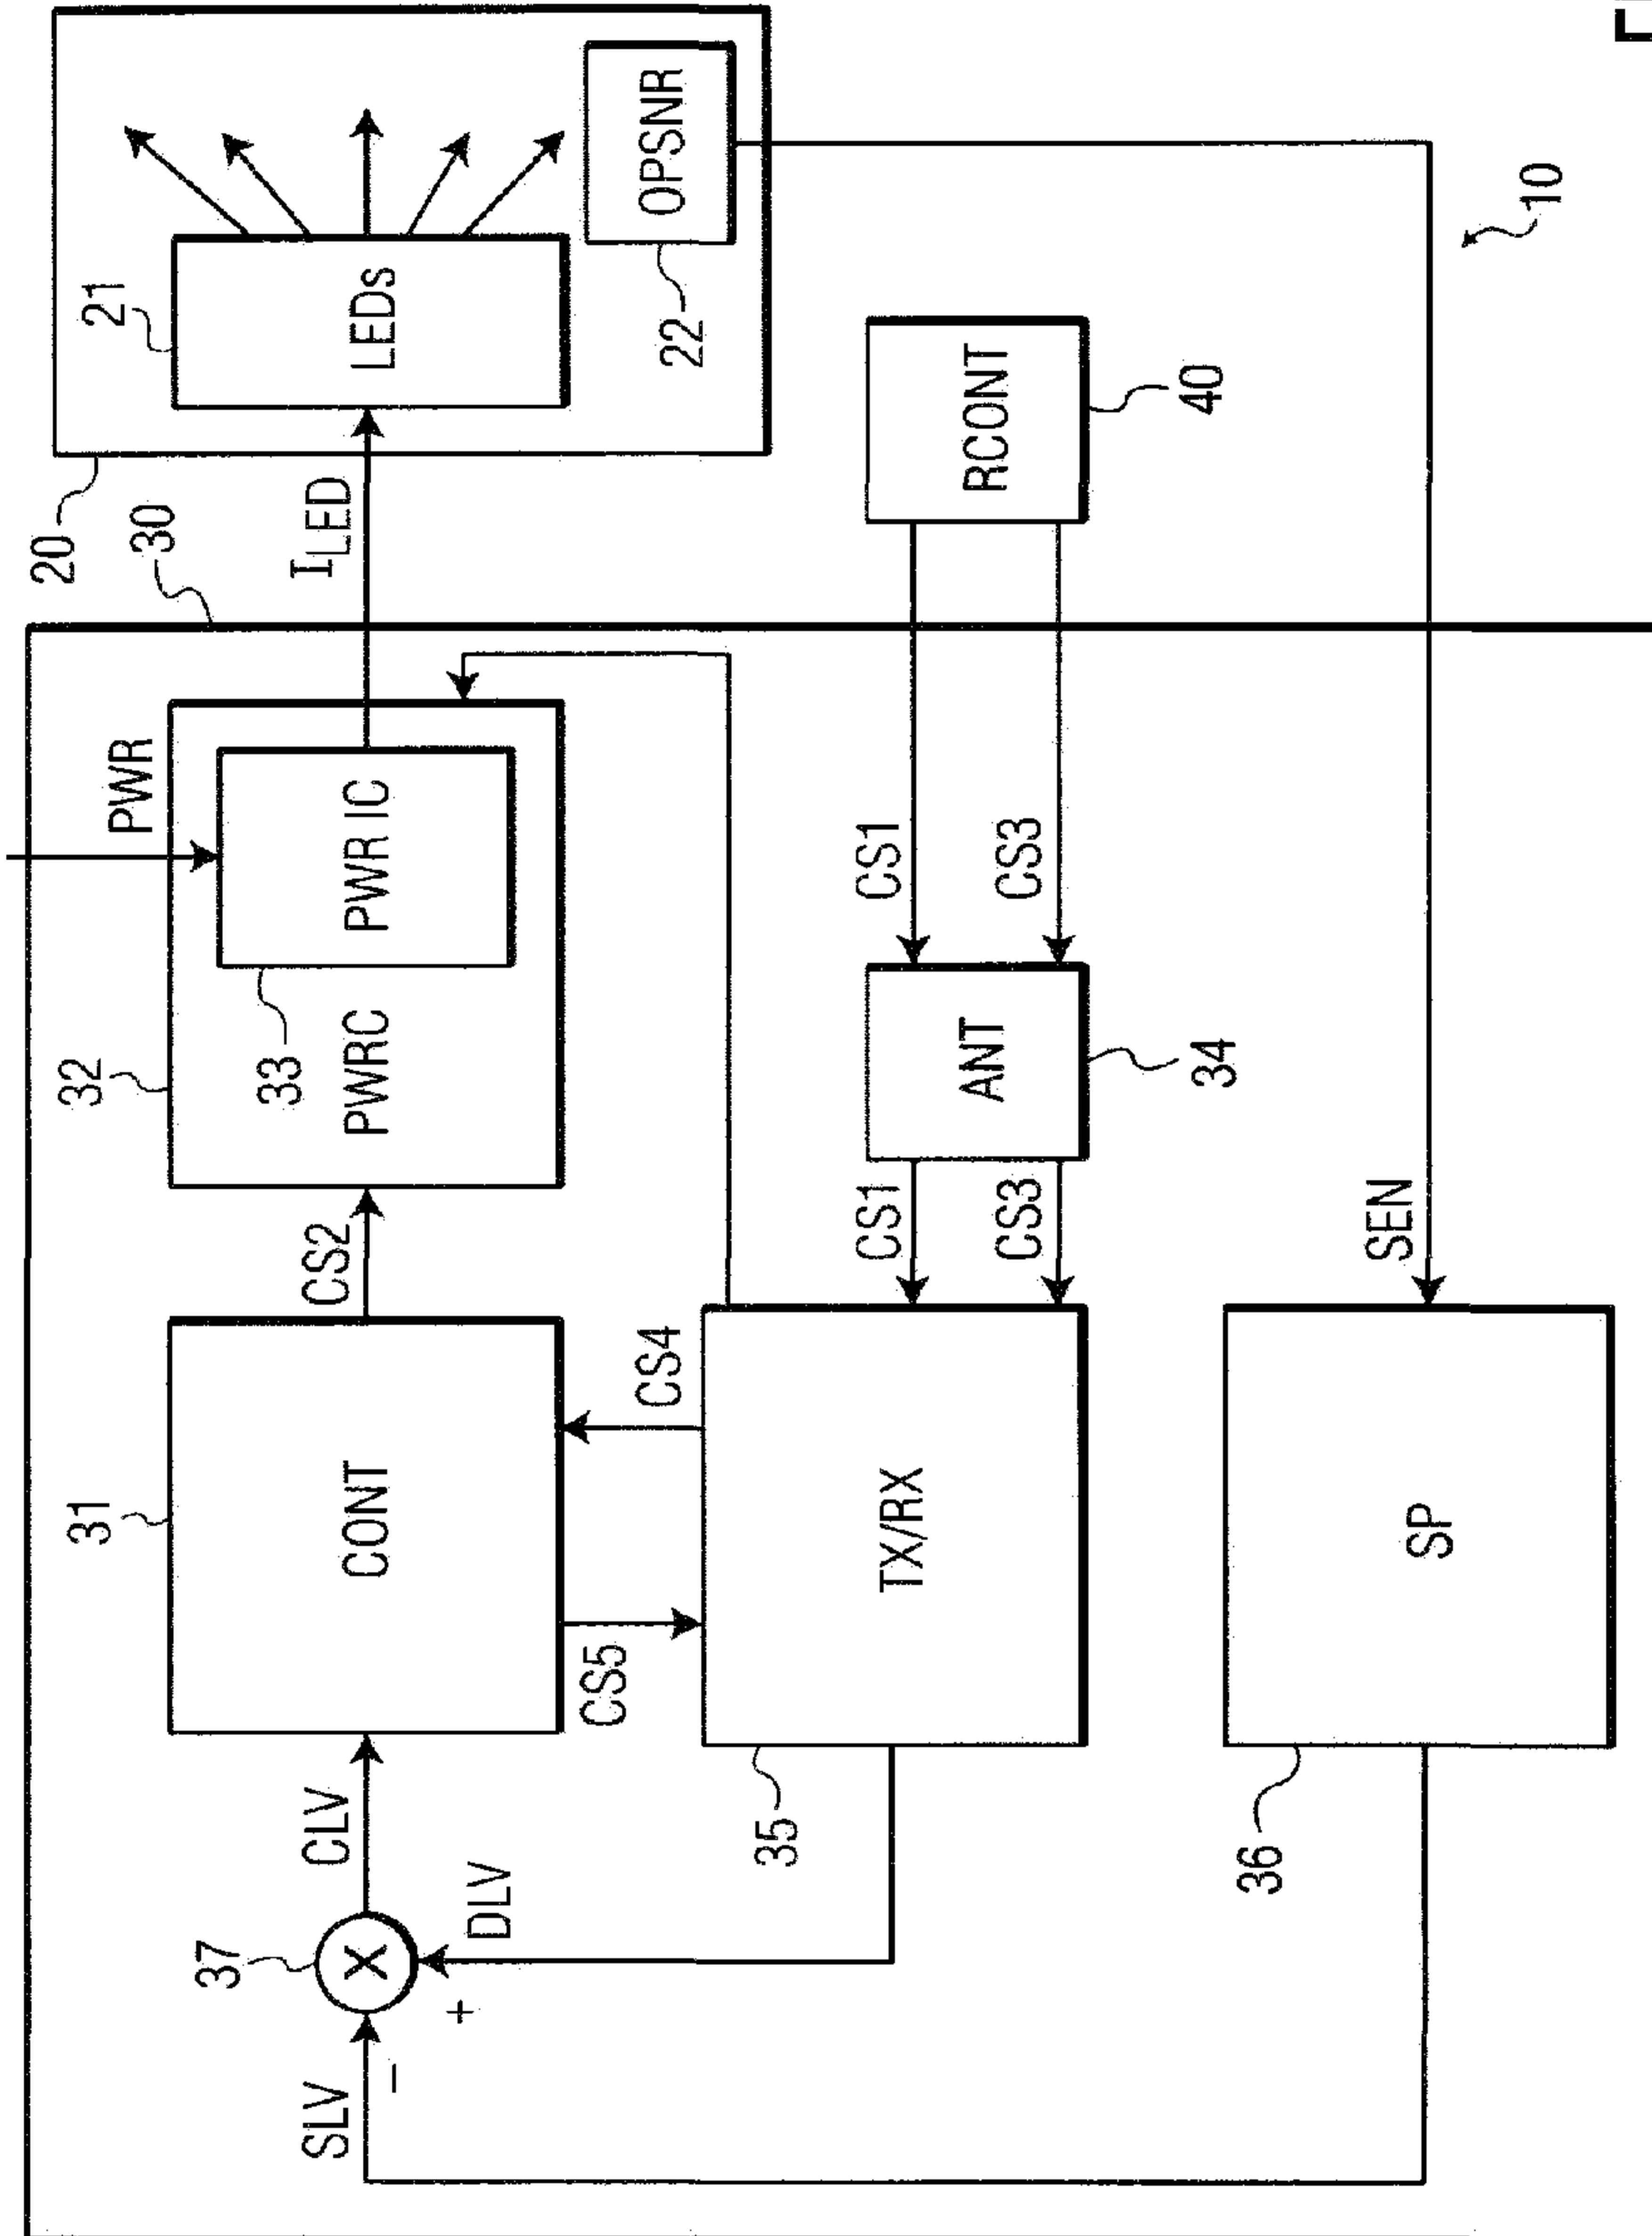 20
31
32
21
PWR
30
37
33
SLV
CLV
CS2
I_LED
X
CONT
PWRC
PWR IC
LEDs
−
+
DLV
CS5
CS4
OPSNR
22
35
CS1
CS1
TX/RX
ANT
RCONT
CS3
CS3
34
40
36
SEN
SP
10